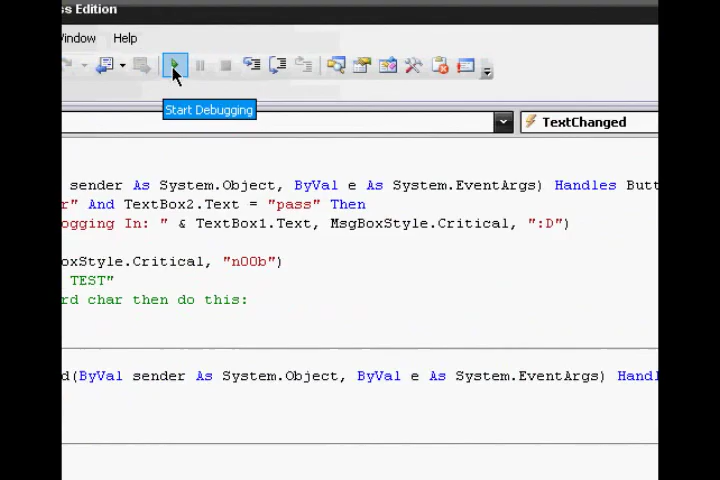 ss Edition
Window Help
Start Debugging
TextChanged
sender As System.Object, ByVal e As System.EventArgs) Handles Butt
r" And TextBox2.Text = "pass" Then
ogging In: " & TextBox1.Text, MsgBoxStyle.Critical, ":D")
oxStyle.Critical, "n00b")
TEST"
rd char then do this:
d(ByVal sender As System.Object, ByVal e As System.EventArgs) Handl